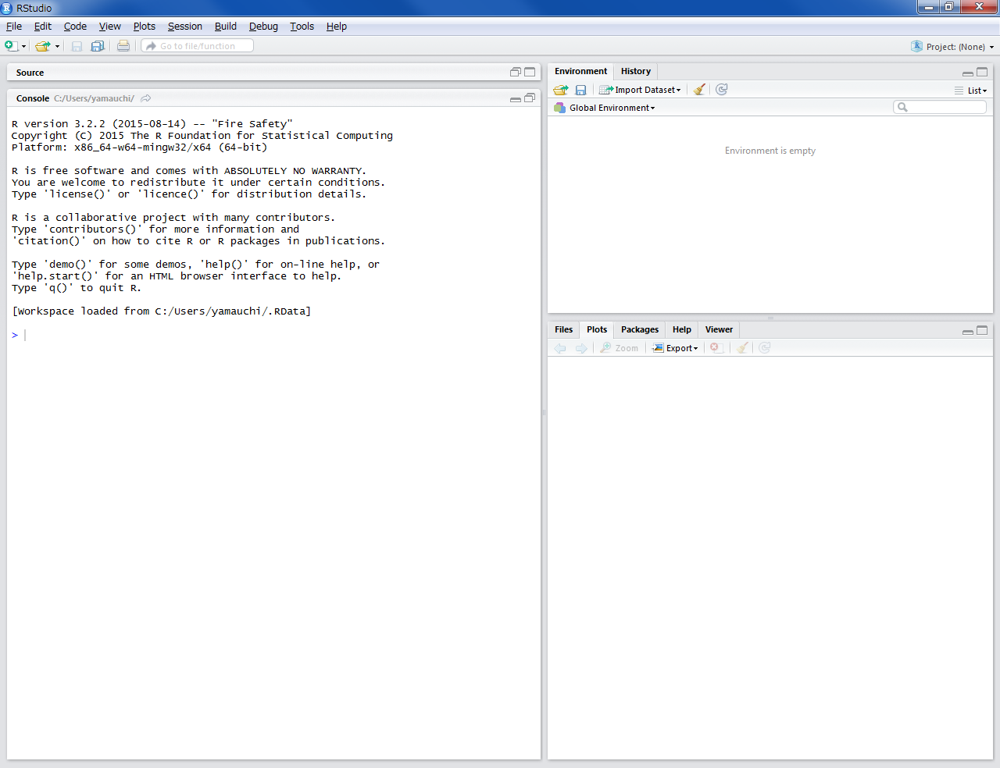 RStudio
File Edit Code View Plots Session Build Debug Tools Help
Go to file/function
Project: (None)
Source
Console C:/Users/yamauchi/
R version 3.2.2 (2015-08-14) -- "Fire Safety"
Copyright (C) 2015 The R Foundation for Statistical Computing
Platform: x86_64-w64-mingw32/x64 (64-bit)
R is free software and comes with ABSOLUTELY NO WARRANTY.
You are welcome to redistribute it under certain conditions.
Type 'license()' or 'licence()' for distribution details.
R is a collaborative project with many contributors.
Type 'contributors()' for more information and
'citation()' on how to cite R or R packages in publications.
Type 'demo()' for some demos, 'help()' for on-line help, or
'help.start()' for an HTML browser interface to help.
Type 'q()' to quit R.
[Workspace loaded from C:/Users/yamauchi/.RData]
>
Environment History
Import Dataset List
Global Environment
Environment is empty
Files Plots Packages Help Viewer
Zoom Export